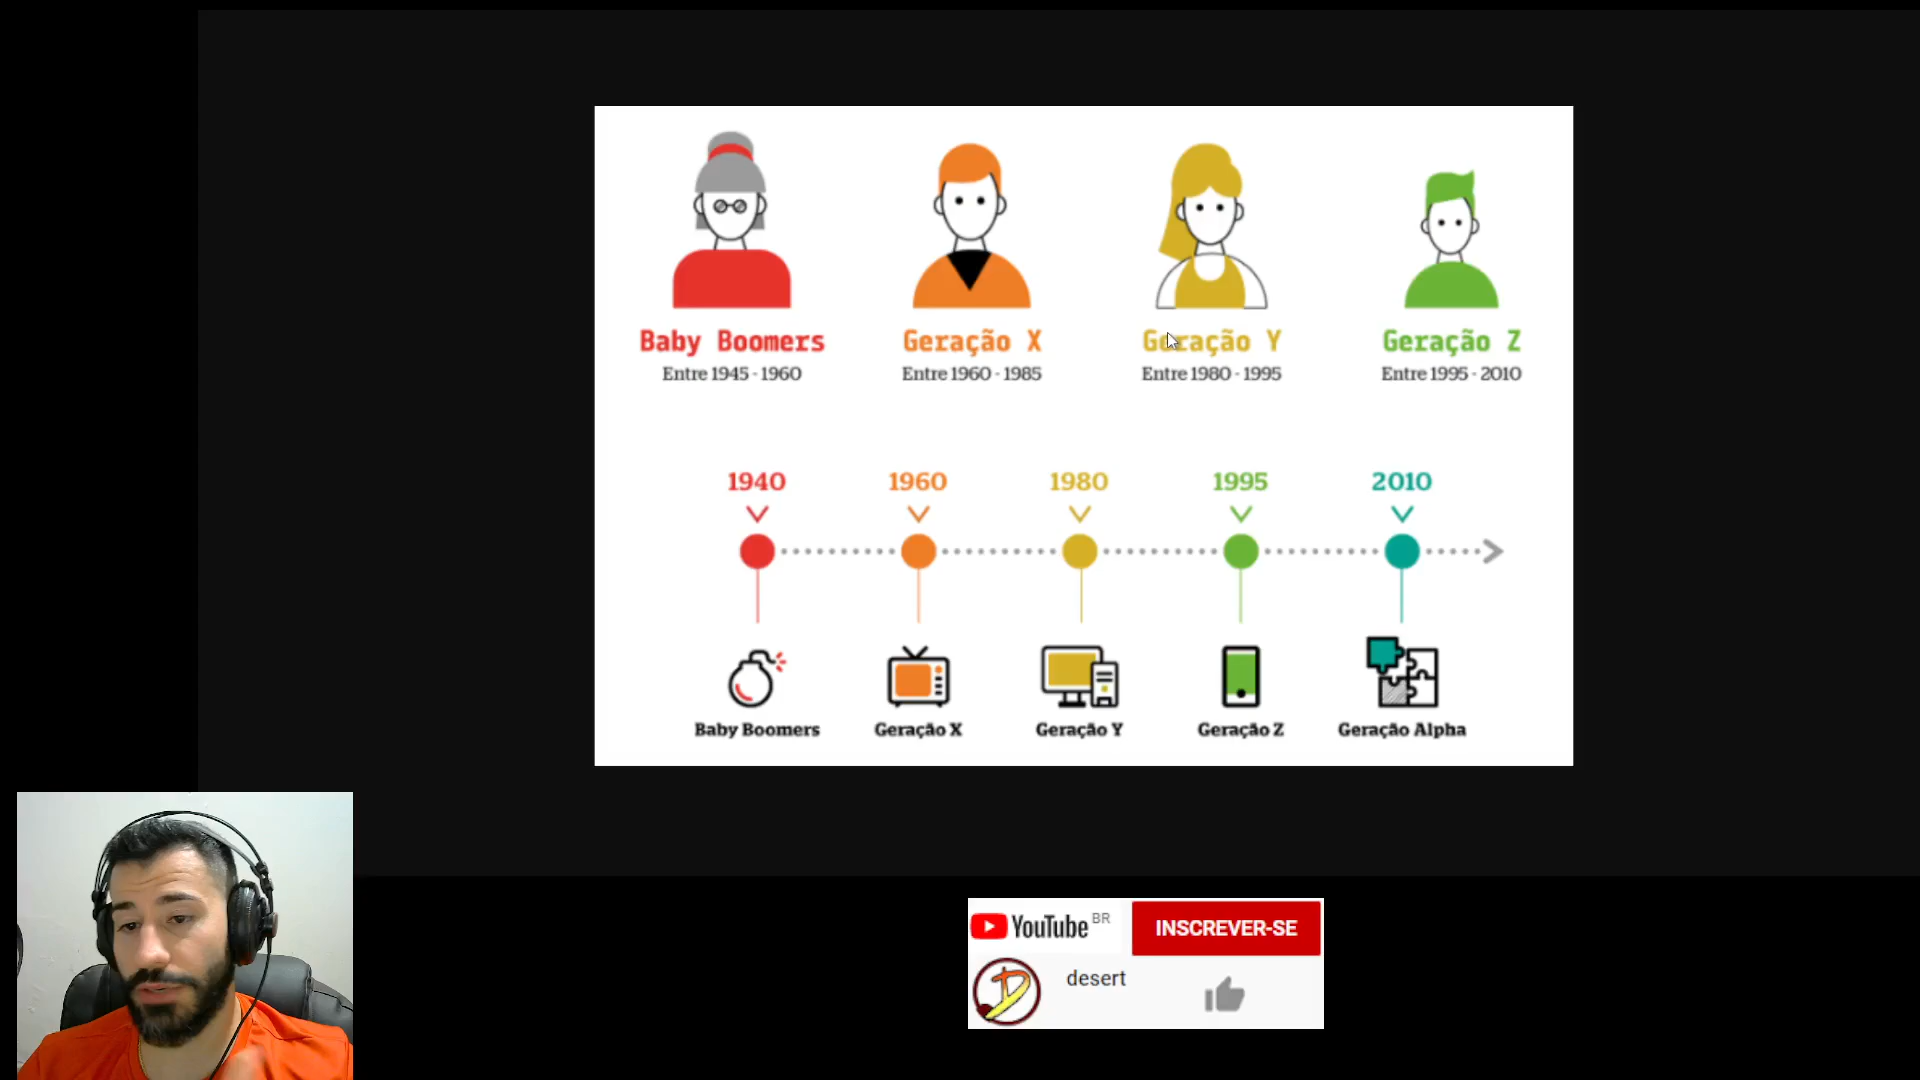 Baby Boomers
Entre 1945 - 1960
Geração X
Entre 1960 - 1985
Geração Y
Entre 1980 - 1995
Geração Z
Entre 1995 - 2010
1940
1960
1980
1995
2010
Baby Boomers
Geração X
Geração Y
Geração Z
Geração Alpha
YouTube BR
INSCREVER-SE
D
desert